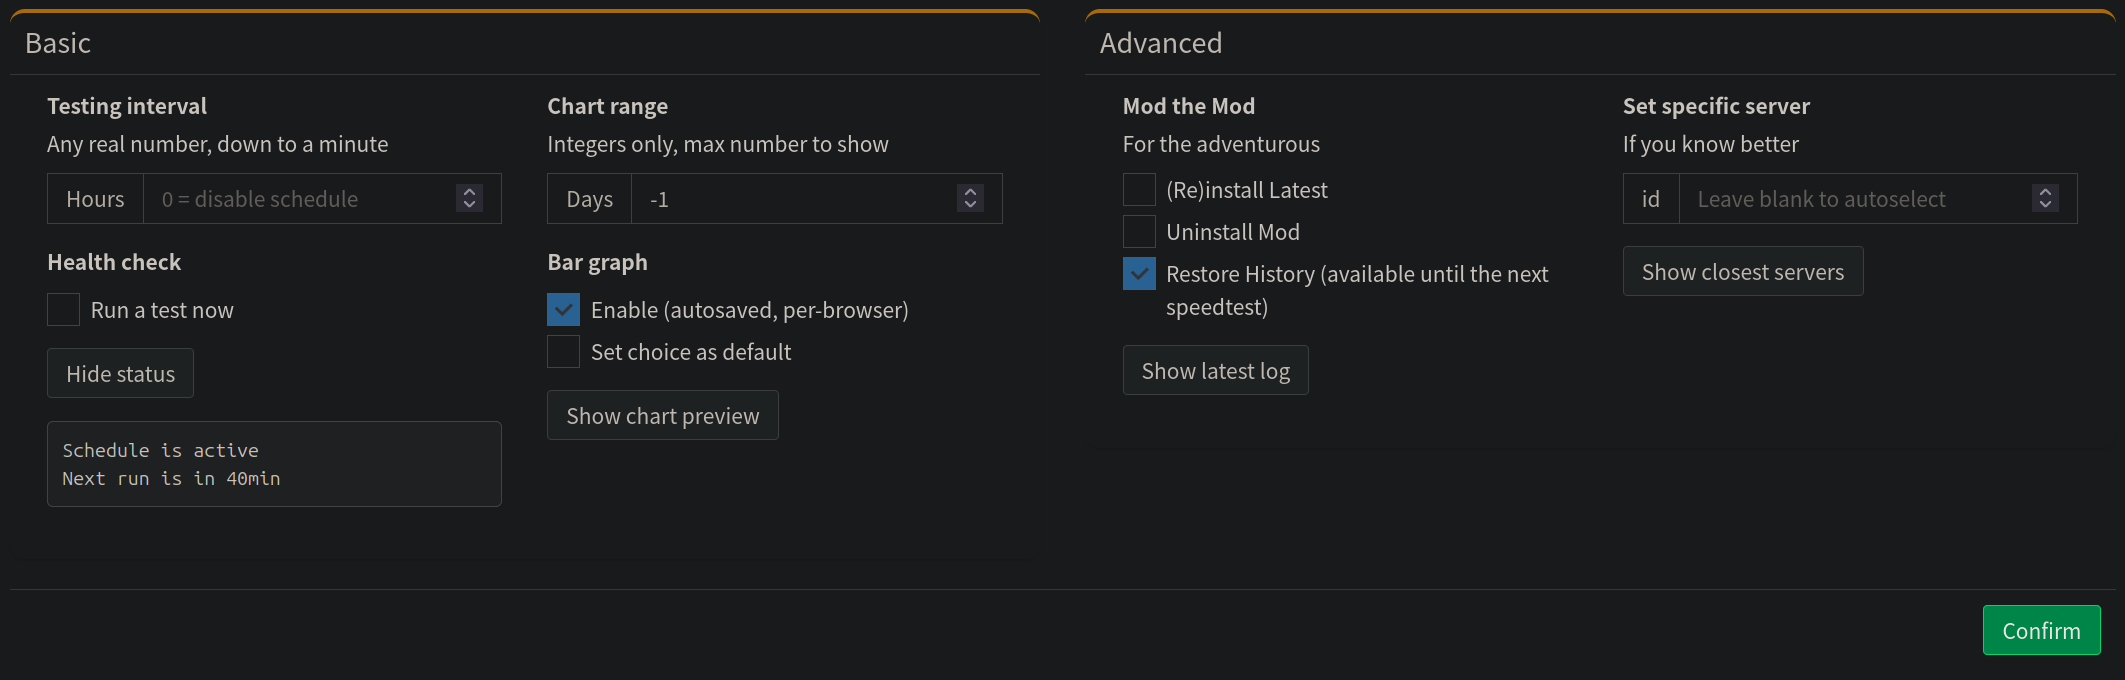 Basic
Testing interval
Any real number, down to a minute
Hours 0 = disable schedule
Health check
Run a test now
Hide status
Schedule is active
Next run is in 40min
Chart range
Integers only, max number to show
Days -1
Bar graph
Enable (autosaved, per-browser)
Set choice as default
Show chart preview
Advanced
Mod the Mod
For the adventurous
(Re)install Latest
Uninstall Mod
Restore History (available until the next
speedtest)
Show latest log
Set specific server
If you know better
id Leave blank to autoselect
Show closest servers
Confirm